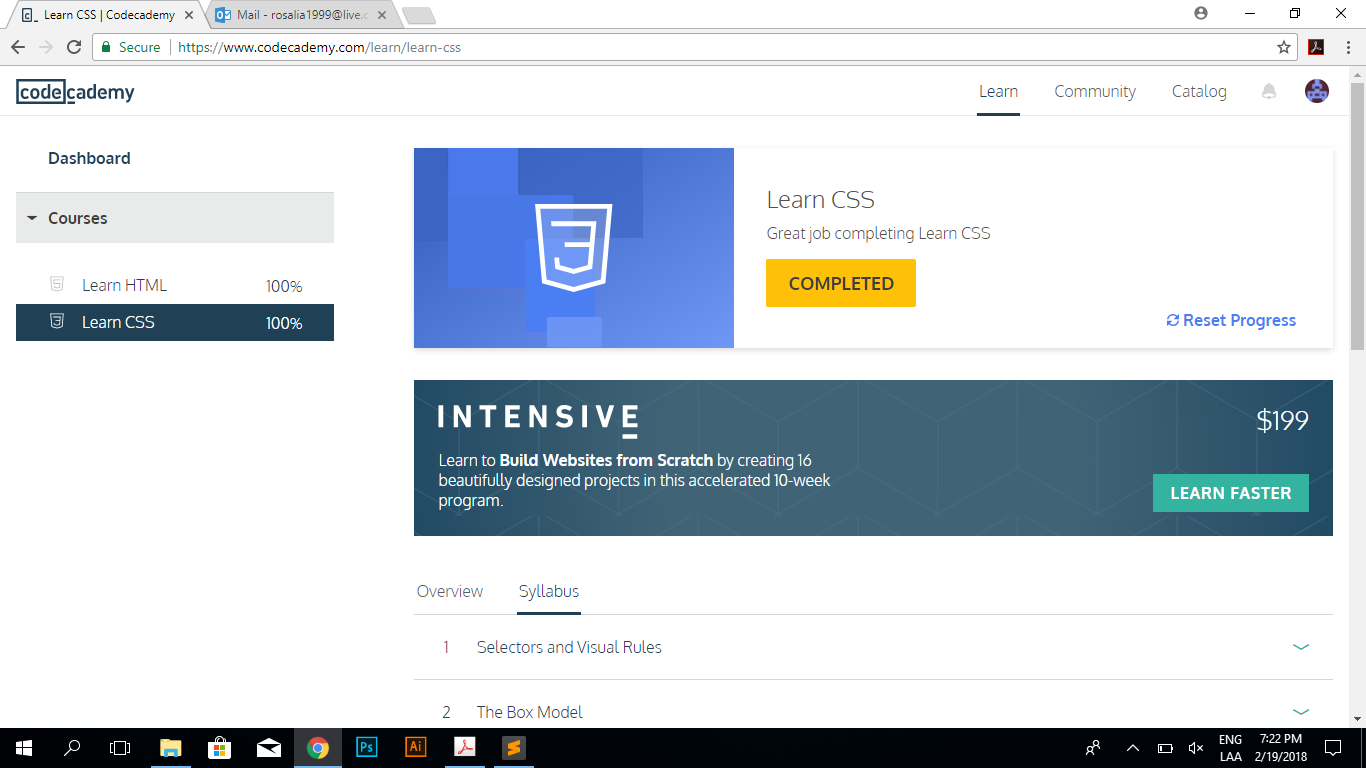 Learn CSS | Codecademy
Mail - rosalia1999@live.c
Secure
https://www.codecademy.com/learn/learn-css
codecademy
Learn
Community
Catalog
Dashboard
Courses
Learn HTML 100%
Learn CSS 100%
Learn CSS
Great job completing Learn CSS
COMPLETED
Reset Progress
INTENSIVE
$199
Learn to Build Websites from Scratch by creating 16
beautifully designed projects in this accelerated 10-week
program.
LEARN FASTER
Overview
Syllabus
1 Selectors and Visual Rules
2 The Box Model
Ps
Ai
ENG
LAA
7:22 PM
2/19/2018